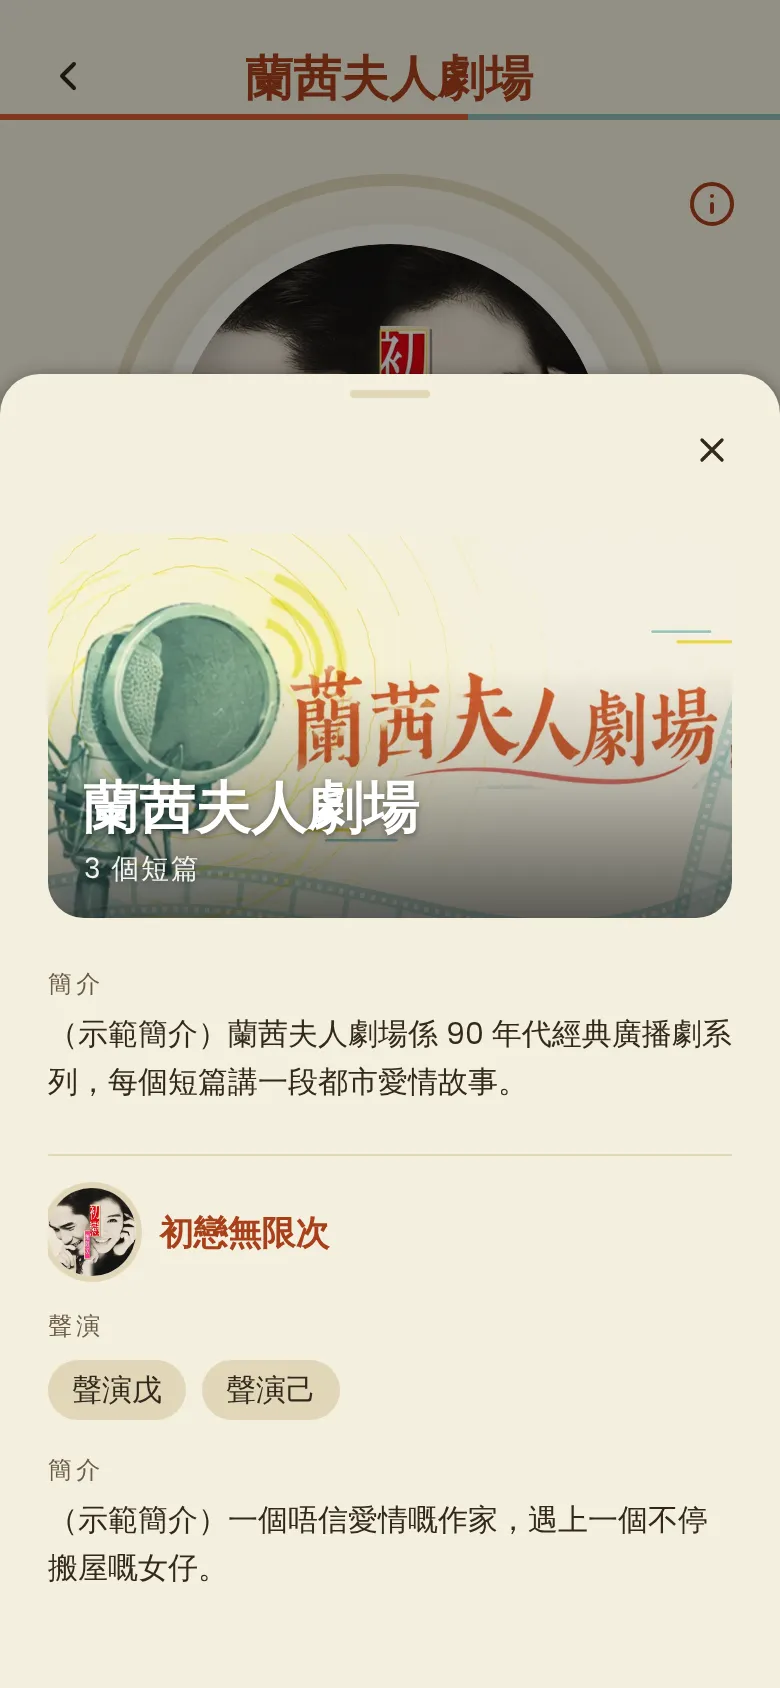 蘭茜夫人劇場
初
蘭茜夫人劇場
蘭茜夫人劇場
3 個短篇
簡介
（示範簡介）蘭茜夫人劇場係 90 年代經典廣播劇系
列，每個短篇講一段都市愛情故事。
初戀無限次
聲演
聲演戊
聲演己
簡介
（示範簡介）一個唔信愛情嘅作家，遇上一個不停
搬屋嘅女仔。